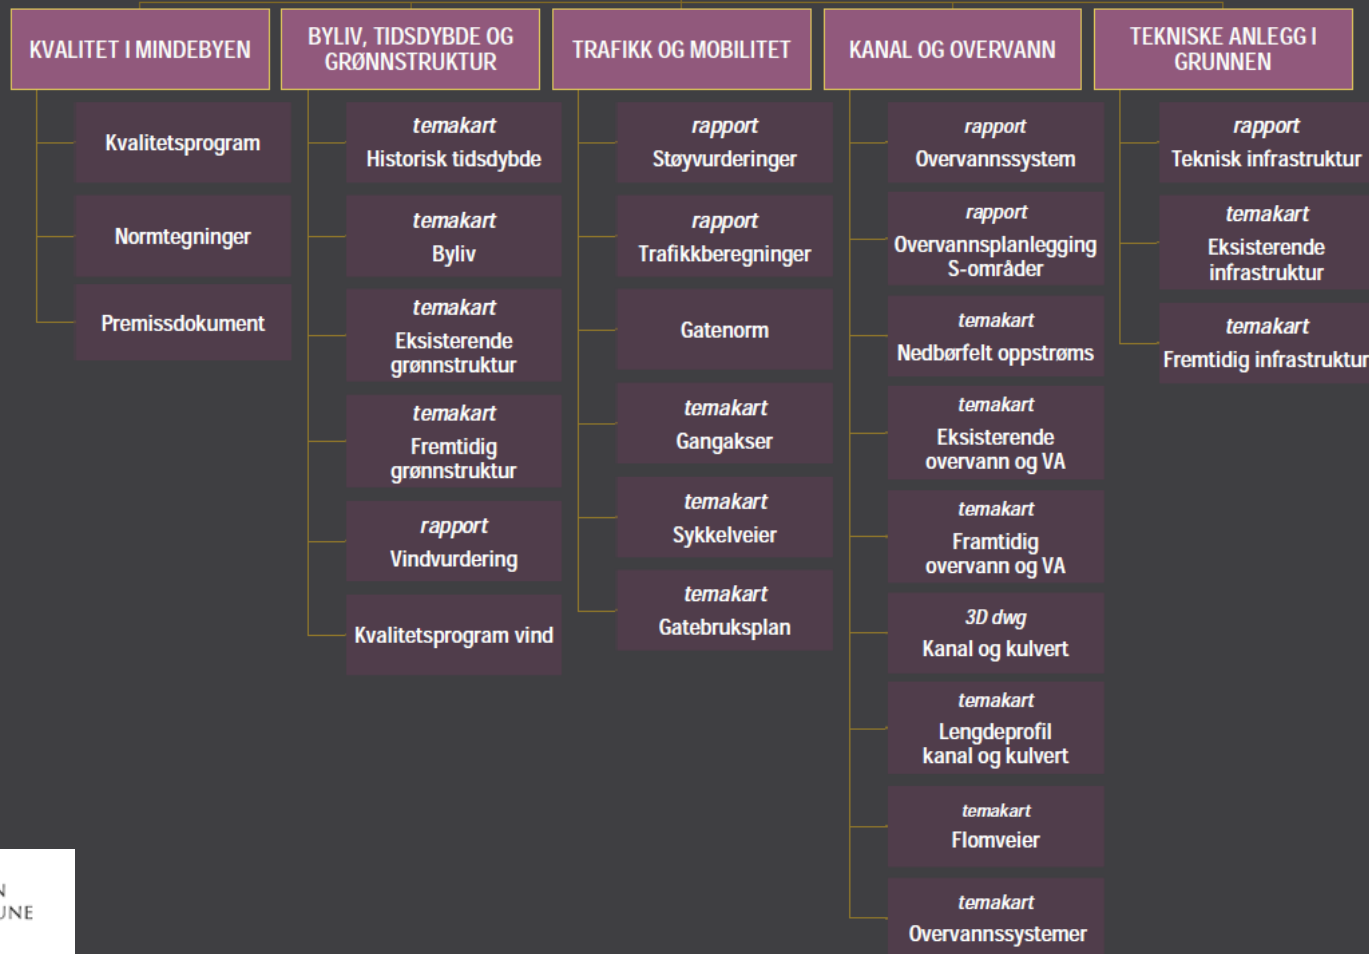 KVALITET I MINDEBYEN
Kvalitetsprogram
Normtegninger
Premissdokument
BYLIV, TIDSDYBDE OG
GRØNNSTRUKTUR
temakart
Historisk tidsdybde
temakart
Byliv
temakart
Eksisterende
grønnstruktur
temakart
Fremtidig
grønnstruktur
rapport
Vindvurdering
Kvalitetsprogram vind
TRAFIKK OG MOBILITET
rapport
Støyvurderinger
rapport
Trafikkberegninger
Gatenorm
temakart
Gangakser
temakart
Sykkelveier
temakart
Gatebruksplan
KANAL OG OVERVANN
rapport
Overvannssystem
rapport
Overvannsplanlegging
S-områder
temakart
Nedbørfelt oppstrøms
temakart
Eksisterende
overvann og VA
temakart
Framtidig
overvann og VA
3D dwg
Kanal og kulvert
temakart
Lengdeprofil
kanal og kulvert
temakart
Flomveier
temakart
Overvannssystemer
TEKNISKE ANLEGG I
GRUNNEN
rapport
Teknisk infrastruktur
temakart
Eksisterende
infrastruktur
temakart
Fremtidig infrastruktur
N
UNE